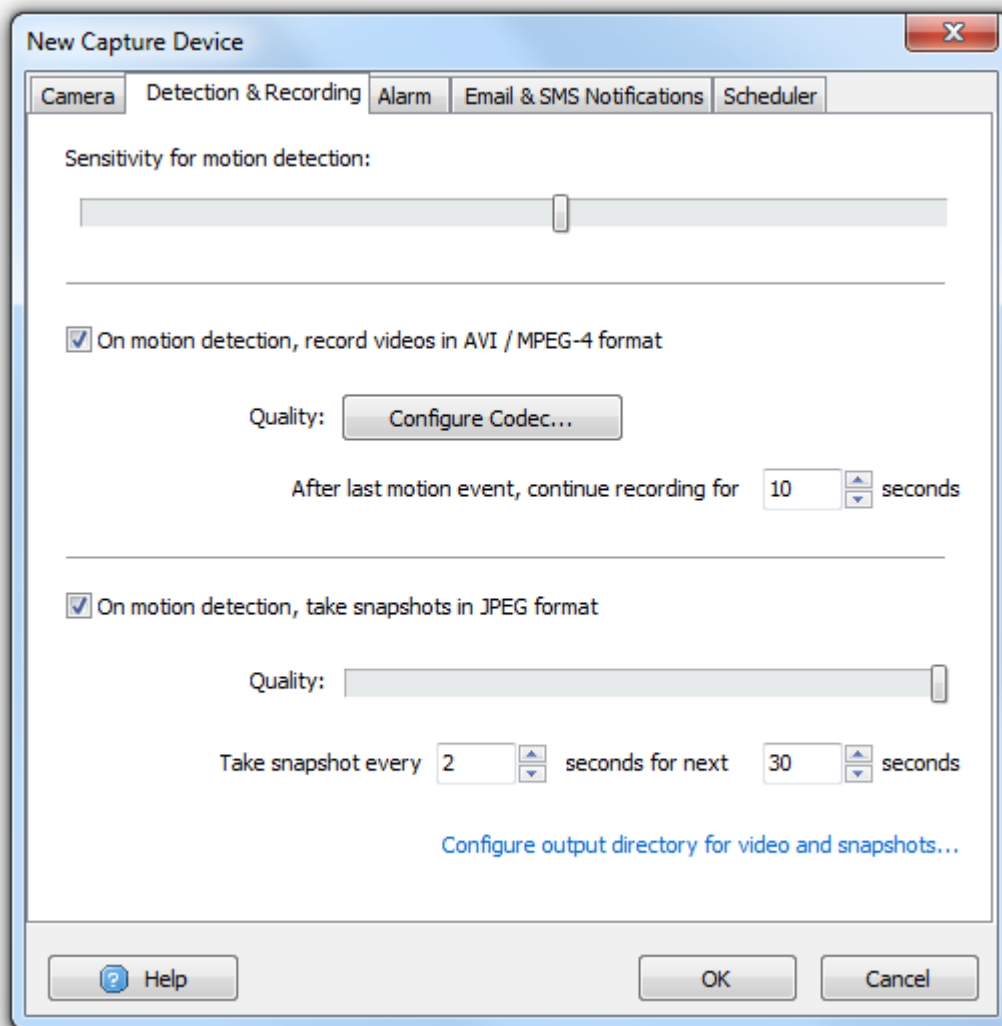 New Capture Device
Camera Detection & Recording Alarm Email & SMS Notifications Scheduler
Sensitivity for motion detection:
On motion detection, record videos in AVI / MPEG-4 format
Quality: Configure Codec...
After last motion event, continue recording for 10 seconds
On motion detection, take snapshots in JPEG format
Quality:
Take snapshot every 2 seconds for next 30 seconds
Configure output directory for video and snapshots...
Help OK Cancel